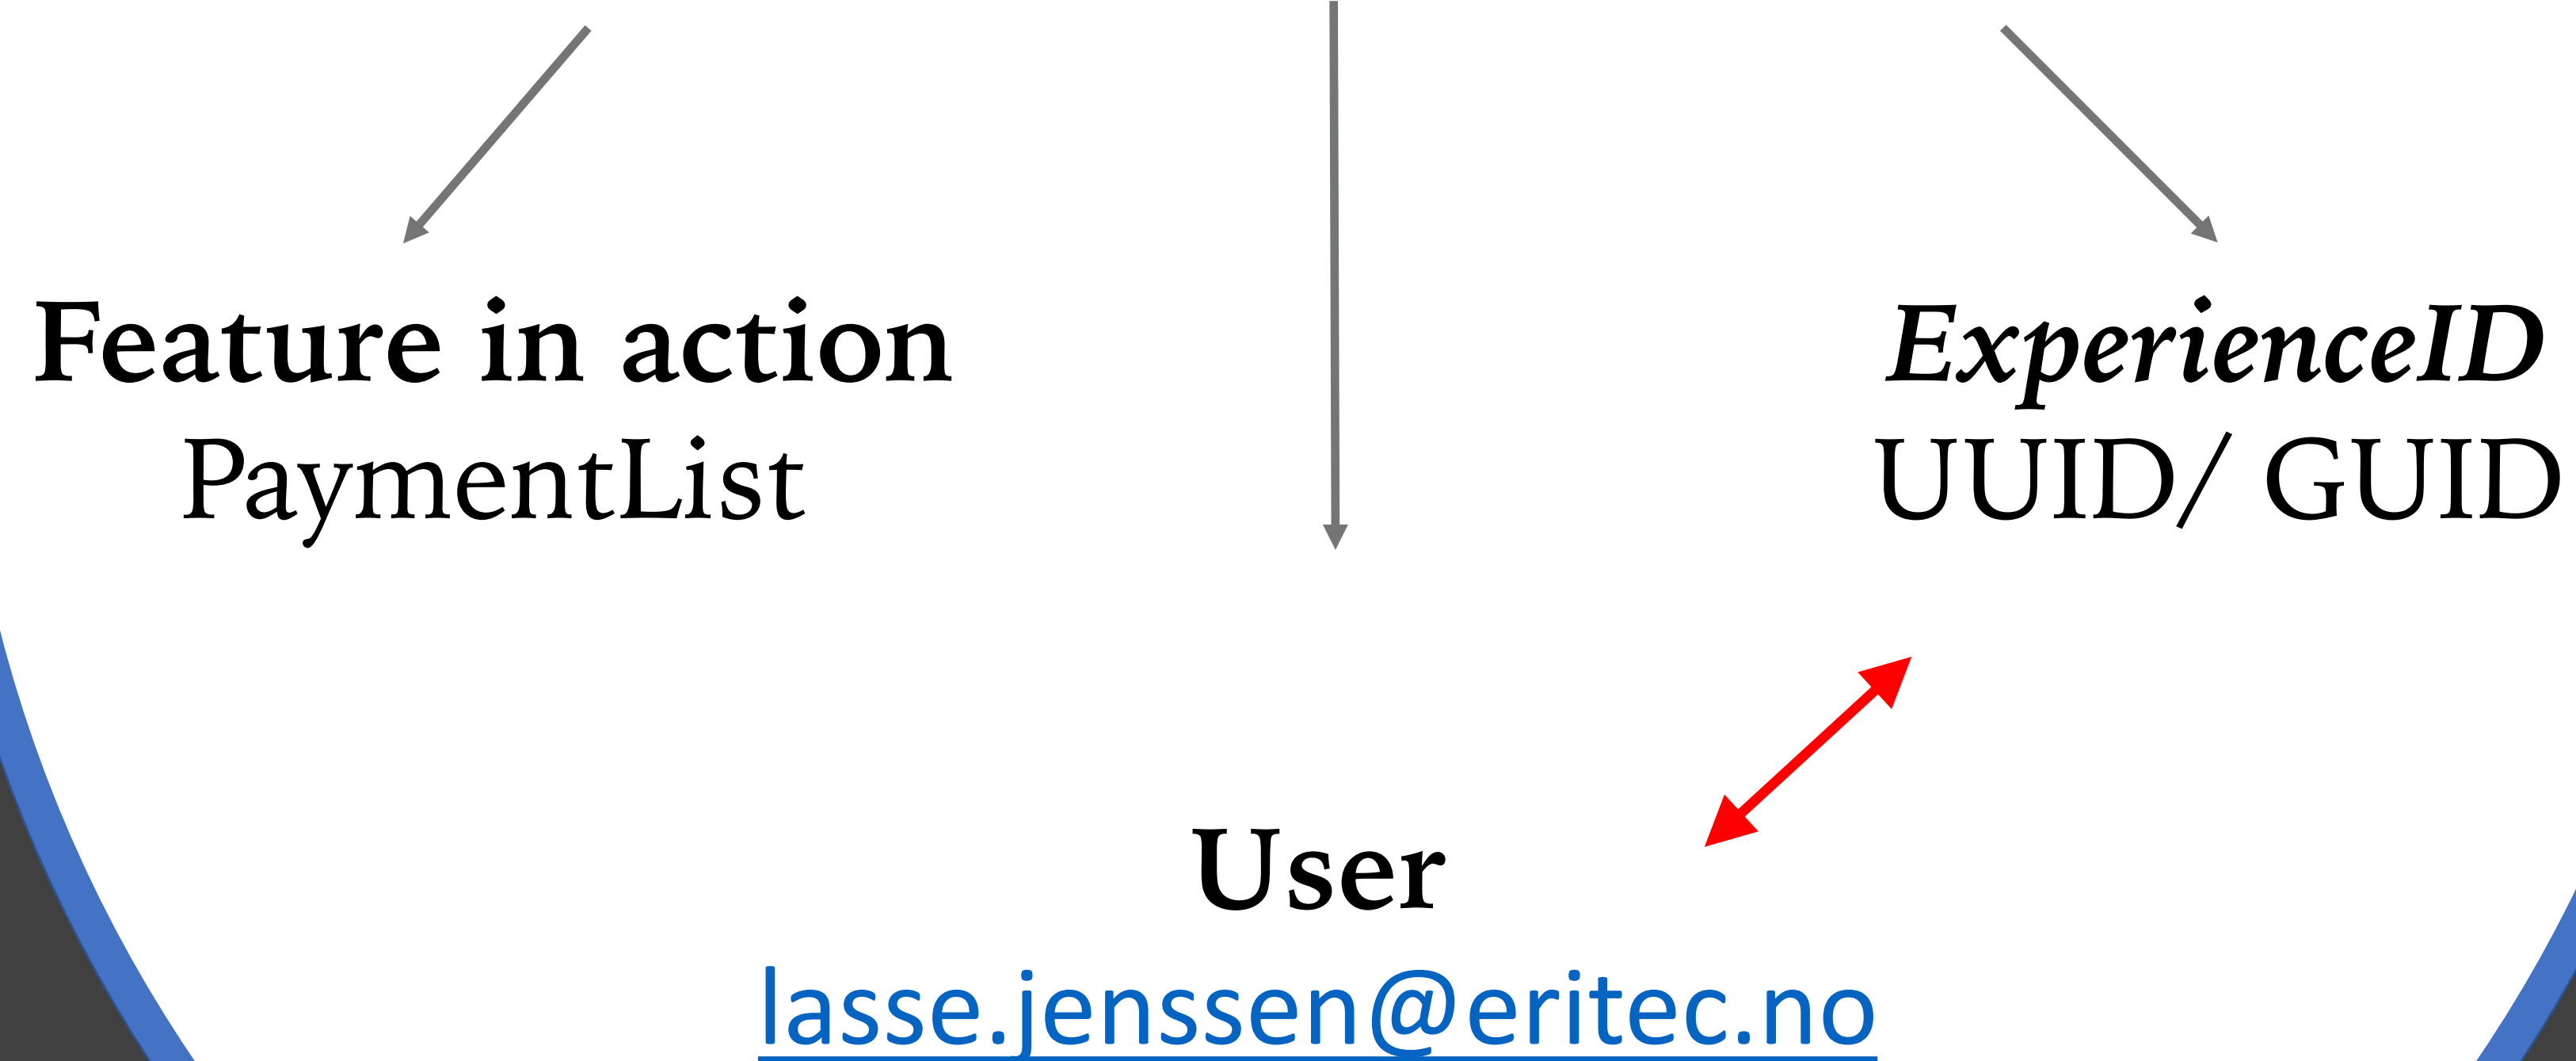 Feature in action
PaymentList
ExperienceID
UUID/ GUID
User
lasse.jenssen@eritec.no